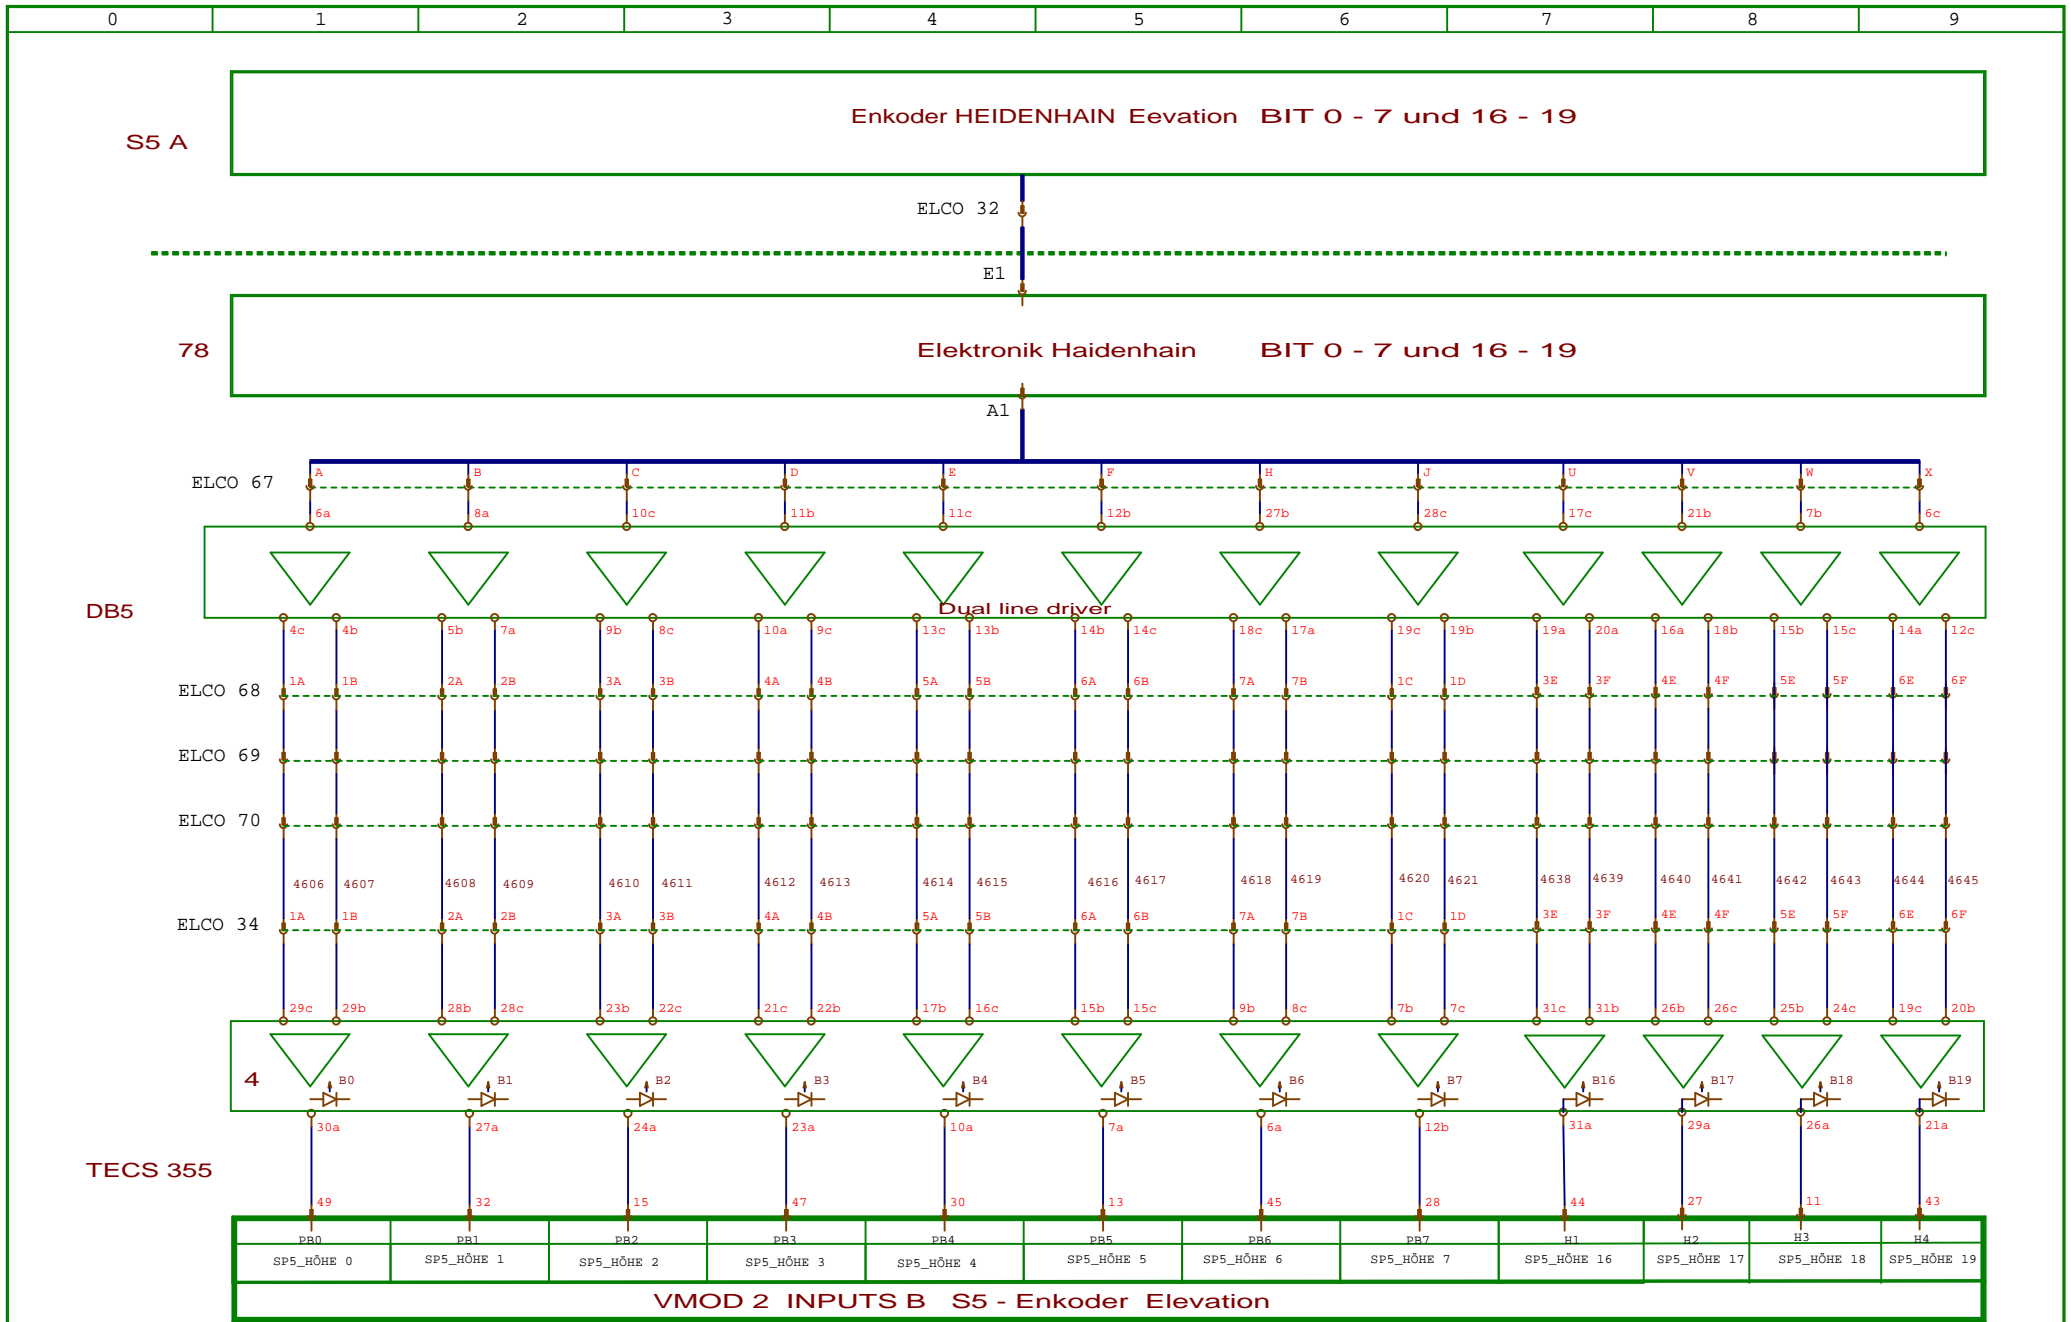 0 1 2 3 4 5 6 7 8 9
Enkoder HEIDENHAIN Eevation BIT 0 - 7 und 16 - 19
S5 A
ELCO 32
E1
78
Elektronik Haidenhain BIT 0 - 7 und 16 - 19
A1
A B C D E F H J U V W X
ELCO 67
6a 8a 10c 11b 11c 12b 27b 28c 17c 21b 7b 6c
DB5
Dual line driver
4c 4b 5b 7a 9b 8c 10a 9c 13c 13b 14b 14c 18c 17a 19c 19b 19a 20a 16a 18b 15b 15c 14a 12c
ELCO 68
1A 1B 2A 2B 3A 3B 4A 4B 5A 5B 6A 6B 7A 7B 1C 1D 3E 3F 4E 4F 5E 5F 6E 6F
ELCO 69
ELCO 70
4606 4607 4608 4609 4610 4611 4612 4613 4614 4615 4616 4617 4618 4619 4620 4621 4638 4639 4640 4641 4642 4643 4644 4645
ELCO 34
1A 1B 2A 2B 3A 3B 4A 4B 5A 5B 6A 6B 7A 7B 1C 1D 3E 3F 4E 4F 5E 5F 6E 6F
29c 29b 28b 28c 23b 22c 21c 22b 17b 16c 15b 15c 9b 8c 7b 7c 31c 31b 26b 26c 25b 24c 19c 20b
4
B0 B1 B2 B3 B4 B5 B6 B7 B16 B17 B18 B19
30a 27a 24a 23a 10a 7a 6a 12b 31a 29a 26a 21a
TECS 355
49 32 15 47 30 13 45 28 44 27 11 43
PB0 PB1 PB2 PB3 PB4 PB5 PB6 PB7 H1 H2 H3 H4
SP5_HÖHE 0 SP5_HÖHE 1 SP5_HÖHE 2 SP5_HÖHE 3 SP5_HÖHE 4 SP5_HÖHE 5 SP5_HÖHE 6 SP5_HÖHE 7 SP5_HÖHE 16 SP5_HÖHE 17 SP5_HÖHE 18 SP5_HÖHE 19
VMOD 2 INPUTS B S5 - Enkoder Elevation